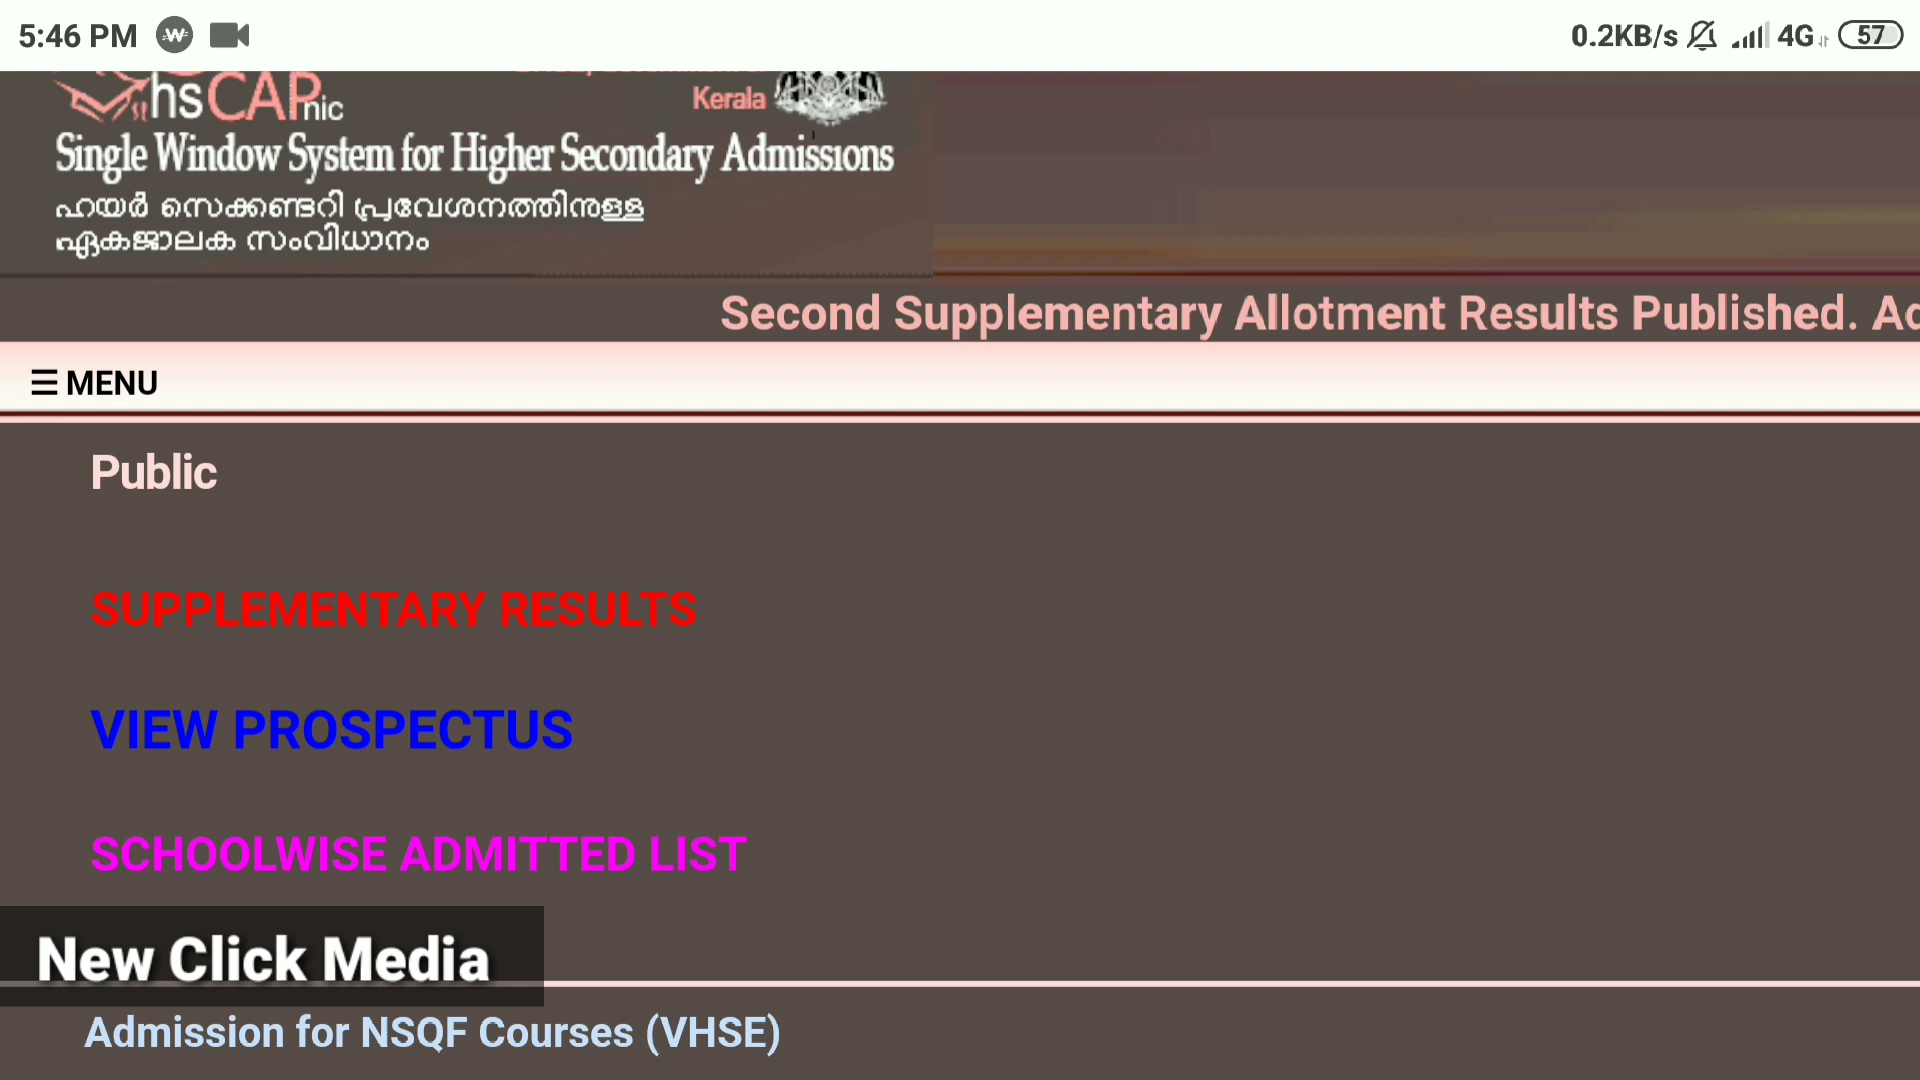 5:46 PM
0.2KB/s 4G 57
hsCAPnic
Kerala
Single Window System for Higher Secondary Admissions
ഹയർ സെക്കണ്ടറി പ്രവേശനത്തിനുള്ള
ഏകജാലക സംവിധാനം
Second Supplementary Allotment Results Published.
☰ MENU
Public
SUPPLEMENTARY RESULTS
VIEW PROSPECTUS
SCHOOLWISE ADMITTED LIST
New Click Media
Admission for NSQF Courses (VHSE)